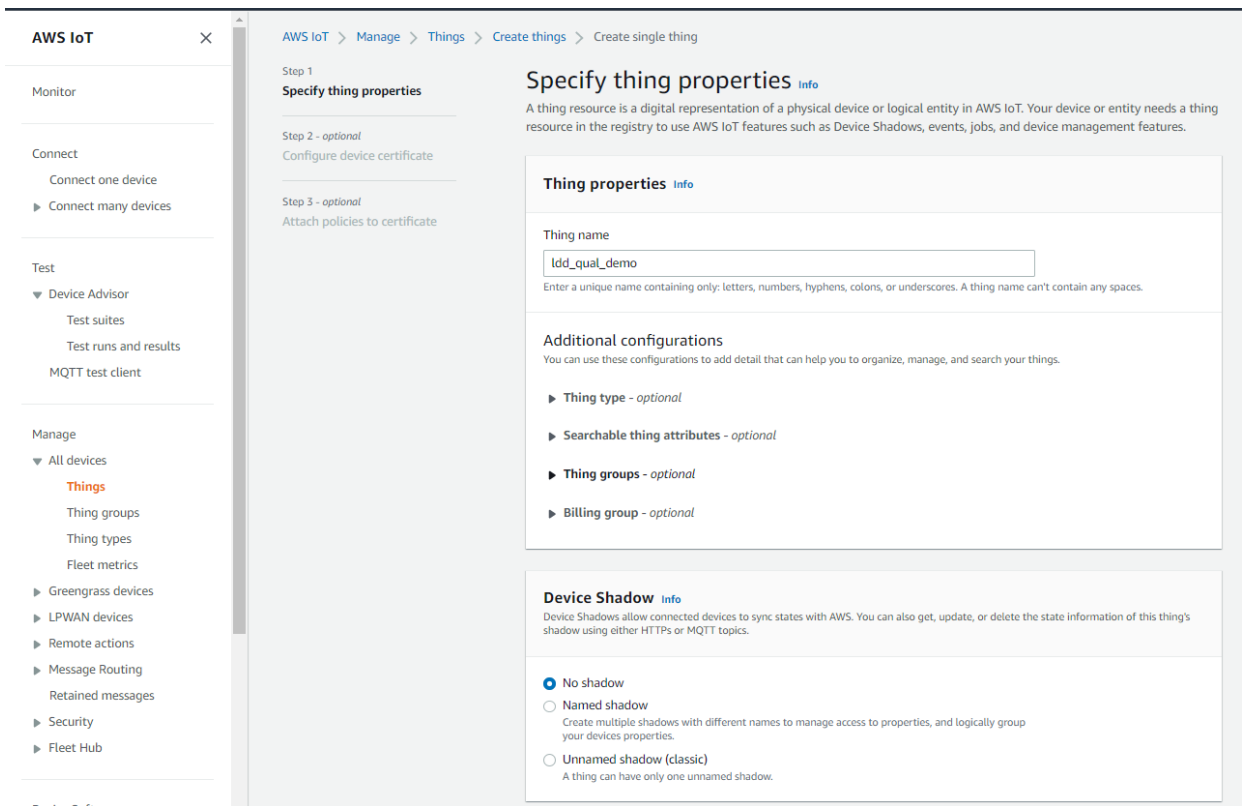 AWS IoT
Monitor
Connect
Connect one device
Connect many devices
Test
Device Advisor
Test suites
Test runs and results
MQTT test client
Manage
All devices
Things
Thing groups
Thing types
Fleet metrics
Greengrass devices
LPWAN devices
Remote actions
Message Routing
Retained messages
Security
Fleet Hub
AWS IoT > Manage > Things > Create things > Create single thing
Step 1
Specify thing properties
Step 2 - optional
Configure device certificate
Step 3 - optional
Attach policies to certificate
Specify thing properties Info
A thing resource is a digital representation of a physical device or logical entity in AWS IoT. Your device or entity needs a thing
resource in the registry to use AWS IoT features such as Device Shadows, events, jobs, and device management features.
Thing properties Info
Thing name
ldd_qual_demo
Enter a unique name containing only: letters, numbers, hyphens, colons, or underscores. A thing name can't contain any spaces.
Additional configurations
You can use these configurations to add detail that can help you to organize, manage, and search your things.
Thing type - optional
Searchable thing attributes - optional
Thing groups - optional
Billing group - optional
Device Shadow Info
Device Shadows allow connected devices to sync states with AWS. You can also get, update, or delete the state information of this thing's
shadow using either HTTPs or MQTT topics.
No shadow
Named shadow
Create multiple shadows with different names to manage access to properties, and logically group
your devices properties.
Unnamed shadow (classic)
A thing can have only one unnamed shadow.